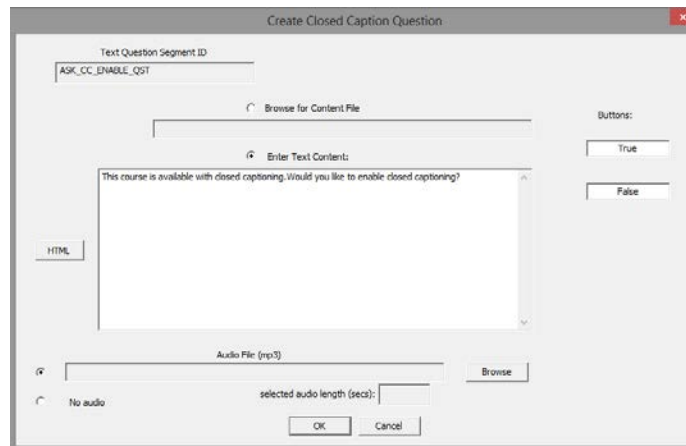 Create Closed Caption Question
x
Text Question Segment ID
ASK_CC_ENABLE_QST
Browse for Content File
Buttons:
True
Enter Text Content:
This course is available with closed captioning.Would you like to enable closed captioning?
False
HTML
Audio File (mp3)
Browse
selected audio length (secs):
No audio
OK
Cancel